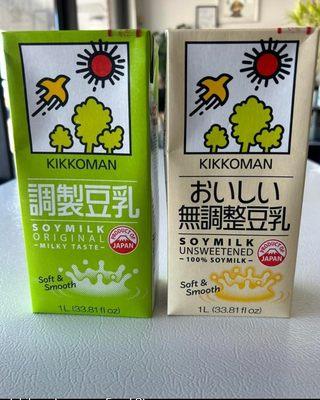 KIKKOMAN
調製豆乳
SOYMILK
ORIGINAL
-MILKY TASTE-
PRODUCT OF
JAPAN
Soft &
Smooth
1L (33.81 fl oz)
KIKKOMAN
おいしい
無調整豆乳
SOYMILK
UNSWEETENED
-100% SOYMILK-
PRODUCT OF
JAPAN
Soft &
Smooth
1L (33.81 fl oz)